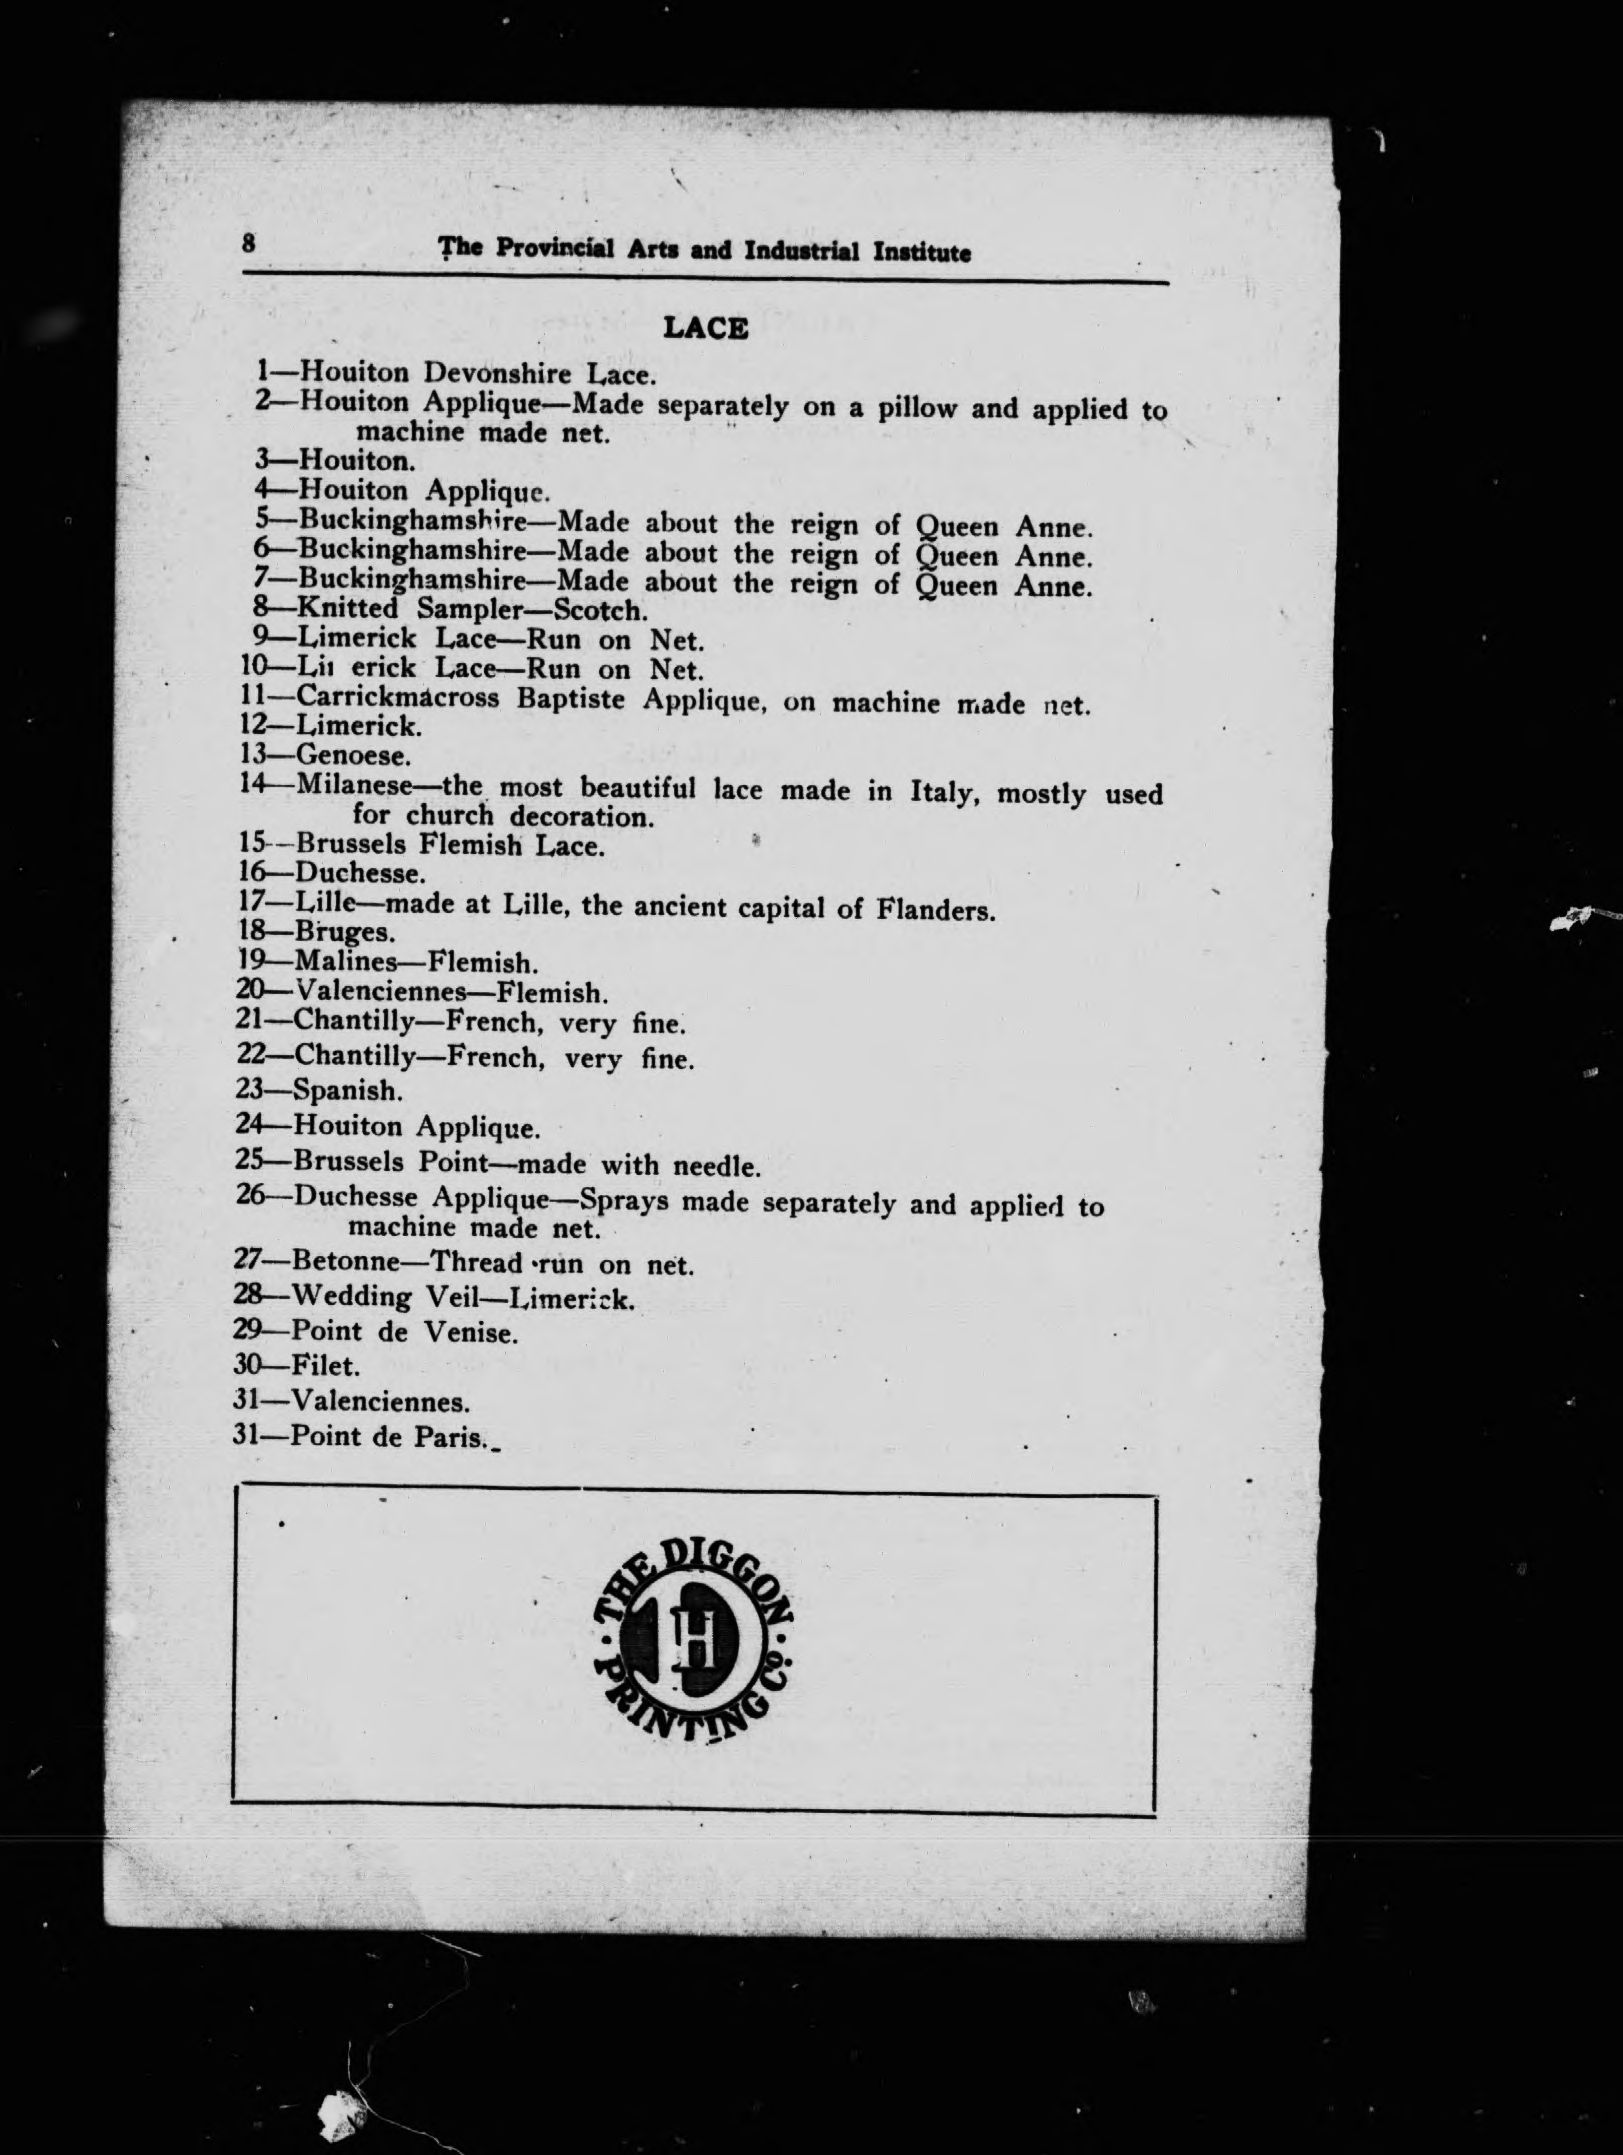 8 The Provincial Arts and Industrial Institute
LACE
1—Houiton Devonshire Lace.
2—Houiton Applique—Made separately on a pillow and applied to
machine made net.
3—Houiton.
4—Houiton Applique.
5—Buckinghamshire—Made about the reign of Queen Anne.
6—Buckinghamshire—Made about the reign of Queen Anne.
7—Buckinghamshire—Made about the reign of Queen Anne.
8—Knitted Sampler—Scotch.
9—Limerick Lace—Run on Net.
10—Limerick Lace—Run on Net.
11—Carrickmacross Baptiste Applique, on machine made net.
12—Limerick.
13—Genoese.
14—Milanese—the most beautiful lace made in Italy, mostly used
for church decoration.
15—Brussels Flemish Lace.
16—Duchesse.
17—Lille—made at Lille, the ancient capital of Flanders.
18—Bruges.
19—Malines—Flemish.
20—Valenciennes—Flemish.
21—Chantilly—French, very fine.
22—Chantilly—French, very fine.
23—Spanish.
24—Houiton Applique.
25—Brussels Point—made with needle.
26—Duchesse Applique—Sprays made separately and applied to
machine made net.
27—Betonne—Thread run on net.
28—Wedding Veil—Limerick.
29—Point de Venise.
30—Filet.
31—Valenciennes.
31—Point de Paris.
THE DIGGON
H
PRINTING Co.